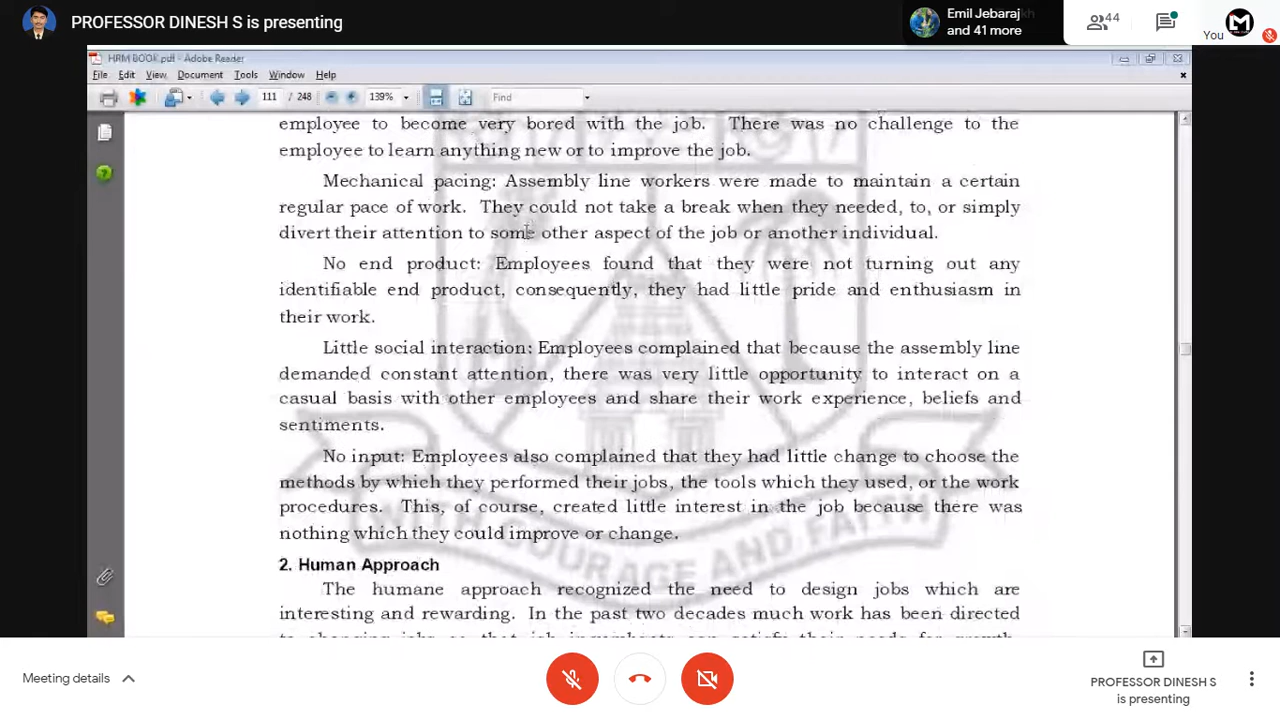 PROFESSOR DINESH S is presenting
Emil Jebaraj
and 41 more
44
You
HRM BOOK.pdf - Adobe Reader
File Edit View Document Tools Window Help
111 / 248 139% Find
employee to become very bored with the job. There was no challenge to the
employee to learn anything new or to improve the job.
Mechanical pacing: Assembly line workers were made to maintain a certain
regular pace of work. They could not take a break when they needed, to, or simply
divert their attention to some other aspect of the job or another individual.
No end product: Employees found that they were not turning out any
identifiable end product, consequently, they had little pride and enthusiasm in
their work.
Little social interaction: Employees complained that because the assembly line
demanded constant attention, there was very little opportunity to interact on a
casual basis with other employees and share their work experience, beliefs and
sentiments.
No input: Employees also complained that they had little change to choose the
methods by which they performed their jobs, the tools which they used, or the work
procedures. This, of course, created little interest in the job because there was
nothing which they could improve or change.
WITH COURAGE AND FAITH
2. Human Approach
The humane approach recognized the need to design jobs which are
interesting and rewarding. In the past two decades much work has been directed
Meeting details
PROFESSOR DINESH S
is presenting